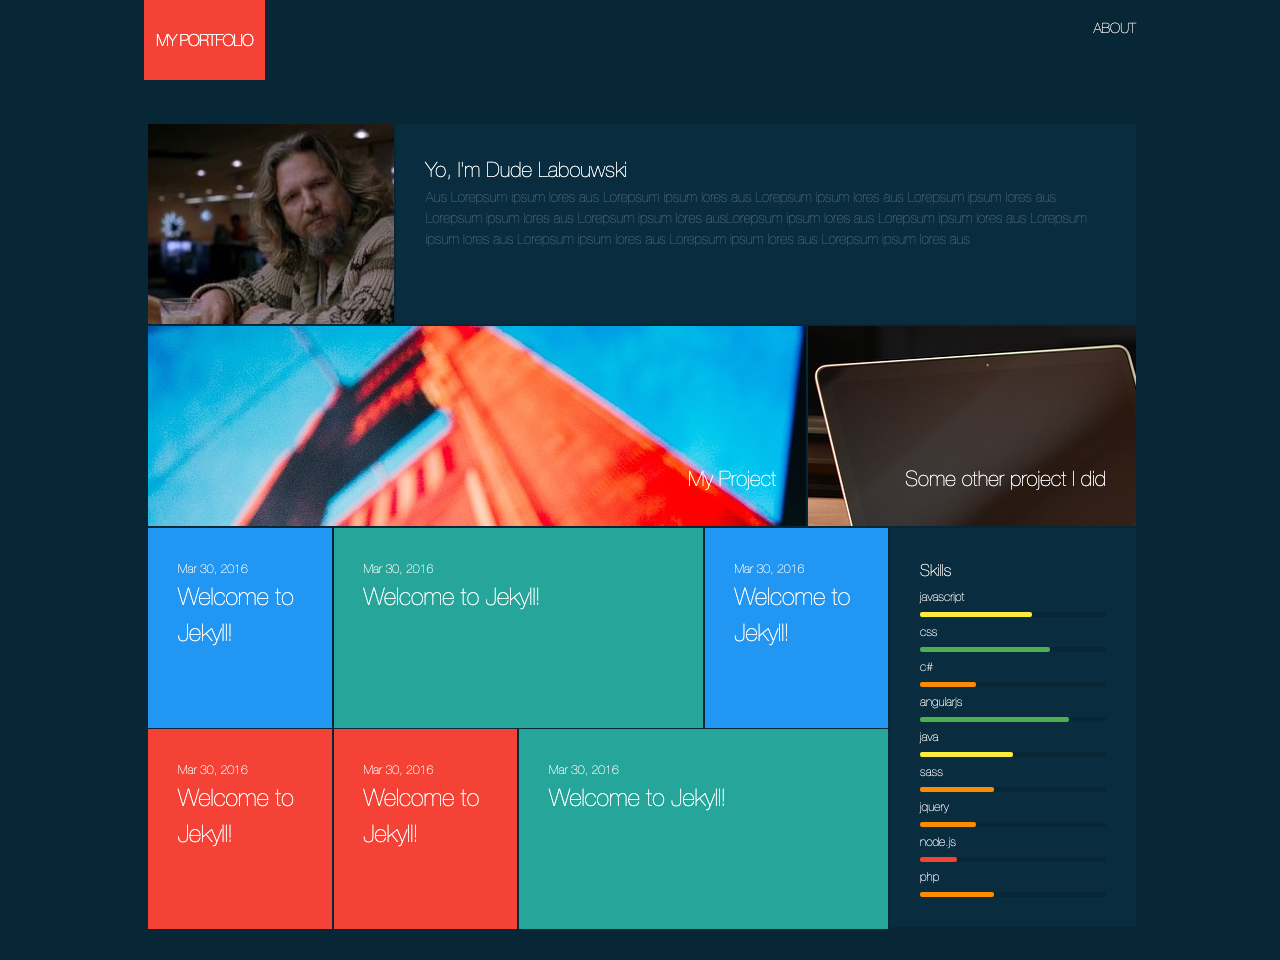 MY PORTFOLIO
ABOUT
Yo, I'm Dude Labouwski
Aus Lorepsum ipsum lores aus Lorepsum ipsum lores aus Lorepsum ipsum lores aus Lorepsum ipsum lores aus
Lorepsum ipsum lores aus Lorepsum ipsum lores ausLorepsum ipsum lores aus Lorepsum ipsum lores aus Lorepsum
ipsum lores aus Lorepsum ipsum lores aus Lorepsum ipsum lores aus Lorepsum ipsum lores aus
My Project
Some other project I did
Mar 30, 2016
Welcome to
Jekyll!
Mar 30, 2016
Welcome to Jekyll!
Mar 30, 2016
Welcome to
Jekyll!
Mar 30, 2016
Welcome to
Jekyll!
Mar 30, 2016
Welcome to
Jekyll!
Mar 30, 2016
Welcome to Jekyll!
Skills
javascript
css
c#
angularjs
java
sass
jquery
node.js
php